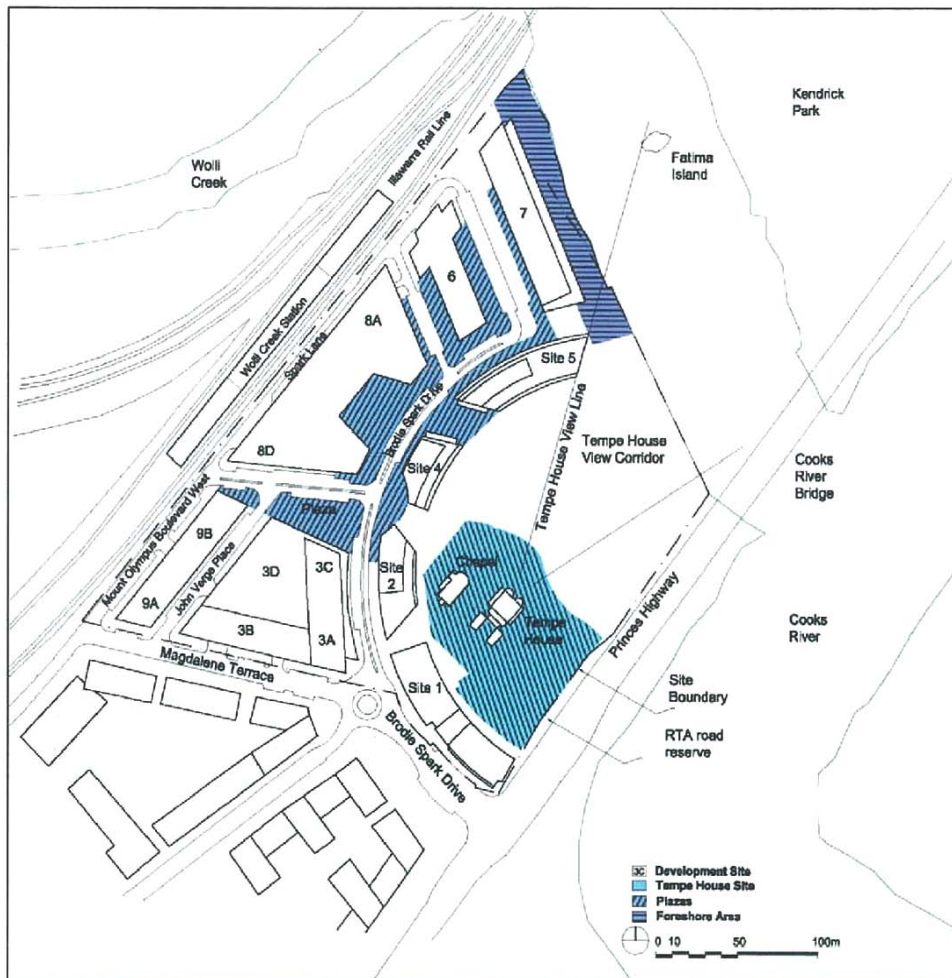 Kendrick
Park
Wolli
Creek
Illawarra Rail Line
Fatima
Island
7
6
Wolli Creek Station
8A
Spark Lane
Site 5
Brodie Spark Drive
Tempe House View Line
Tempe House
View Corridor
8D
Site 4
Cooks
River
Bridge
Mount Olympus Boulevard West
Plaza
9B
John Verge Place
3D
3C
Site
2
Chapel
9A
Tempe
House
Princes Highway
3B
3A
Cooks
River
Magdalene Terrace
Site 1
Site
Boundary
Brodie Spark Drive
RTA road
reserve
3C Development Site
Tempe House Site
Plazas
Foreshore Area
0 10 50 100m